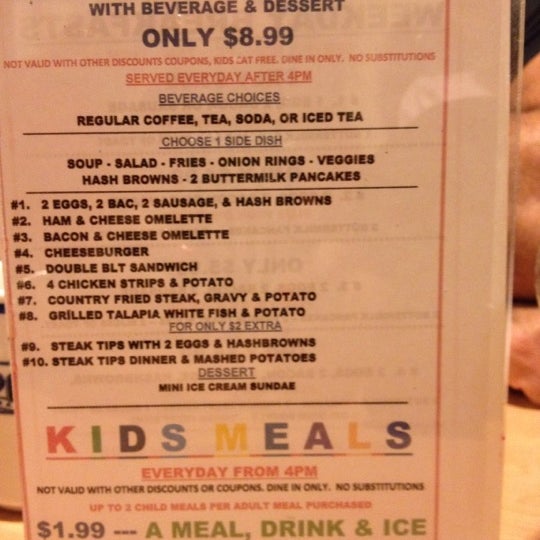 WITH BEVERAGE & DESSERT
ONLY $8.99
NOT VALID WITH OTHER DISCOUNTS COUPONS, KIDS EAT FREE. DINE IN ONLY. NO SUBSTITUTIONS
SERVED EVERYDAY AFTER 4PM
BEVERAGE CHOICES
REGULAR COFFEE, TEA, SODA, OR ICED TEA
CHOOSE 1 SIDE DISH
SOUP - SALAD - FRIES - ONION RINGS - VEGGIES
HASH BROWNS - 2 BUTTERMILK PANCAKES
#1. 2 EGGS, 2 BAC, 2 SAUSAGE, & HASH BROWNS
#2. HAM & CHEESE OMELETTE
#3. BACON & CHEESE OMELETTE
#4. CHEESEBURGER
#5. DOUBLE BLT SANDWICH
#6. 4 CHICKEN STRIPS & POTATO
#7. COUNTRY FRIED STEAK, GRAVY & POTATO
#8. GRILLED TALAPIA WHITE FISH & POTATO
FOR ONLY $2 EXTRA
#9. STEAK TIPS WITH 2 EGGS & HASHBROWNS
#10. STEAK TIPS DINNER & MASHED POTATOES
DESSERT
MINI ICE CREAM SUNDAE
KIDS MEALS
EVERYDAY FROM 4PM
NOT VALID WITH OTHER DISCOUNTS OR COUPONS. DINE IN ONLY. NO SUBSTITUTIONS
UP TO 2 CHILD MEALS PER ADULT MEAL PURCHASED
$1.99 --- A MEAL, DRINK & ICE